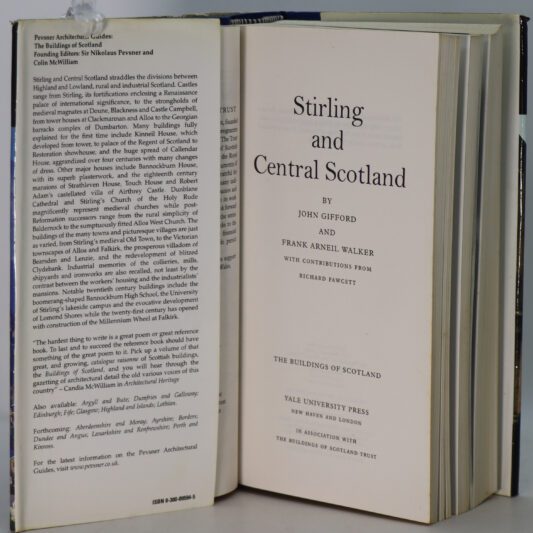 Pevsner Architectural Guides:
The Buildings of Scotland
Founding Editors: Sir Nikolaus Pevsner and
Colin McWilliam
Stirling and Central Scotland straddles the divisions between
Highland and Lowland, rural and industrial Scotland. Castles
range from Stirling, its fortifications enclosing a Renaissance
palace of international significance, to the strongholds of
medieval magnates at Doune, Blackness and Castle Campbell,
from tower houses at Clackmannan and Alloa to the Georgian
barracks complex of Dumbarton. Many buildings fully
explained for the first time include Kinneil House, which
developed from tower, to palace of the Regent of Scotland to
Restoration showhouse, and the huge spread of Callendar
House, aggrandized over four centuries with many changes
of dress. Other major houses include Bannockburn House,
with its superb plasterwork, and the eighteenth century
mansions of Strathleven House, Touch House and Robert
Adam's castellated villa of Airthrey Castle. Dunblane
Cathedral and Stirling's Church of the Holy Rude
magnificently represent medieval churches while post-
Reformation successors range from the rural simplicity of
Baldernock to the sumptuously fitted Alloa West Church. The
buildings of the many towns and picturesque villages are just
as varied, from Stirling's medieval Old Town, to the Victorian
townscapes of Alloa and Falkirk, the prosperous villadom of
Bearsden and Lenzie, and the redevelopment of blitzed
Clydebank. Industrial memories of the collieries, mills,
shipyards and ironworks are also recalled, not least by the
contrast between the workers' housing and the industrialists'
mansions. Notable twentieth century buildings include the
boomerang-shaped Bannockburn High School, the University
of Stirling's lakeside campus and the evocative development
of Lomond Shores while the twenty-first century has opened
with construction of the Millennium Wheel at Falkirk.
"The hardest thing to write is a great poem or great reference
book. To last and to succeed the reference book should have
something of the great poem to it. Pick up a volume of that
great, and growing, catalogue raisonné of Scottish buildings,
the Buildings of Scotland, and you will hear through the
gazetting of architectural detail the old various voices of this
country" – Candia McWilliam in Architectural Heritage
Also available: Argyll and Bute; Dumfries and Galloway;
Edinburgh; Fife; Glasgow; Highland and Islands; Lothian.
Forthcoming: Aberdeenshire and Moray; Ayrshire; Borders;
Dundee and Angus; Lanarkshire and Renfrewshire; Perth and
Kinross.
For the latest information on the Pevsner Architectural
Guides, visit www.pevsner.co.uk.
ISBN 0-300-09594-5
TRUST
Stirling
and
Central Scotland
BY
JOHN GIFFORD
AND
FRANK ARNEIL WALKER
WITH CONTRIBUTIONS FROM
RICHARD FAWCETT
THE BUILDINGS OF SCOTLAND
YALE UNIVERSITY PRESS
NEW HAVEN AND LONDON
IN ASSOCIATION WITH
THE BUILDINGS OF SCOTLAND TRUST